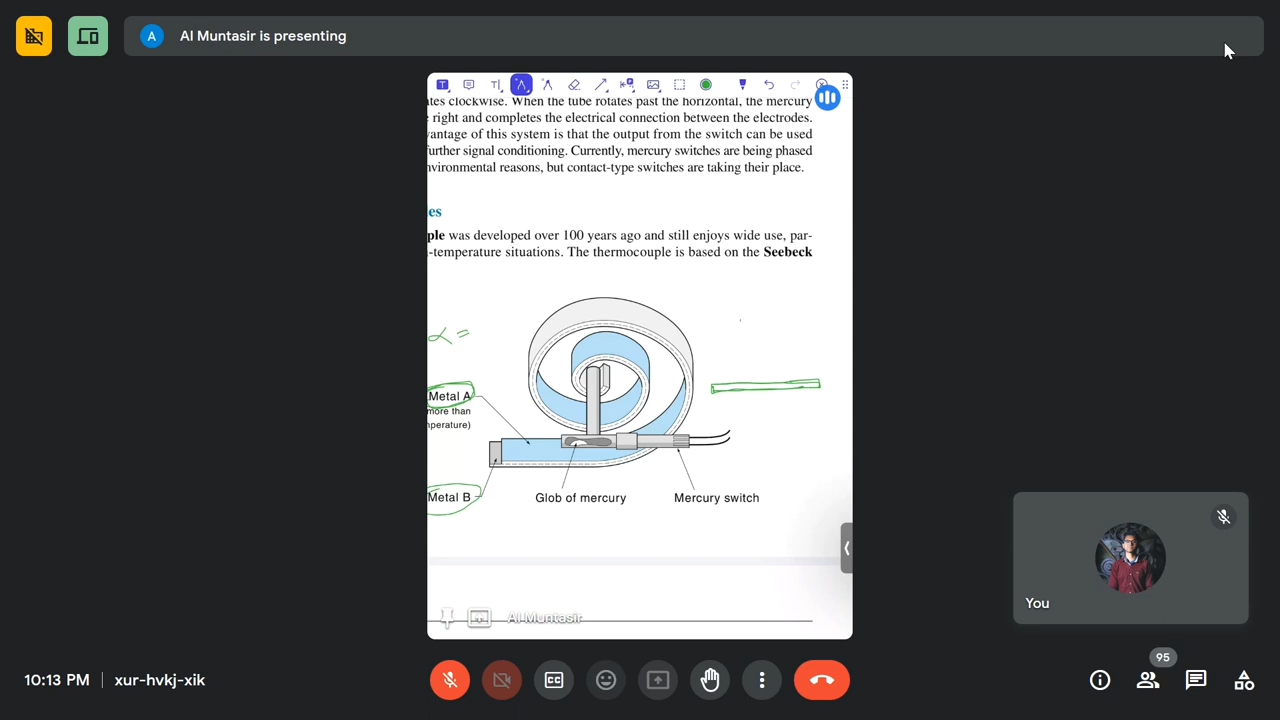 A
Al Muntasir is presenting
ates clockwise. When the tube rotates past the horizontal, the mercury
right and completes the electrical connection between the electrodes.
vantage of this system is that the output from the switch can be used
further signal conditioning. Currently, mercury switches are being phased
nvironmental reasons, but contact-type switches are taking their place.
es
ple was developed over 100 years ago and still enjoys wide use, par-
-temperature situations. The thermocouple is based on the Seebeck
α =
Metal A
more than
nperature)
Metal B
Glob of mercury
Mercury switch
Al Muntasir
You
10:13 PM | xur-hvkj-xik
95